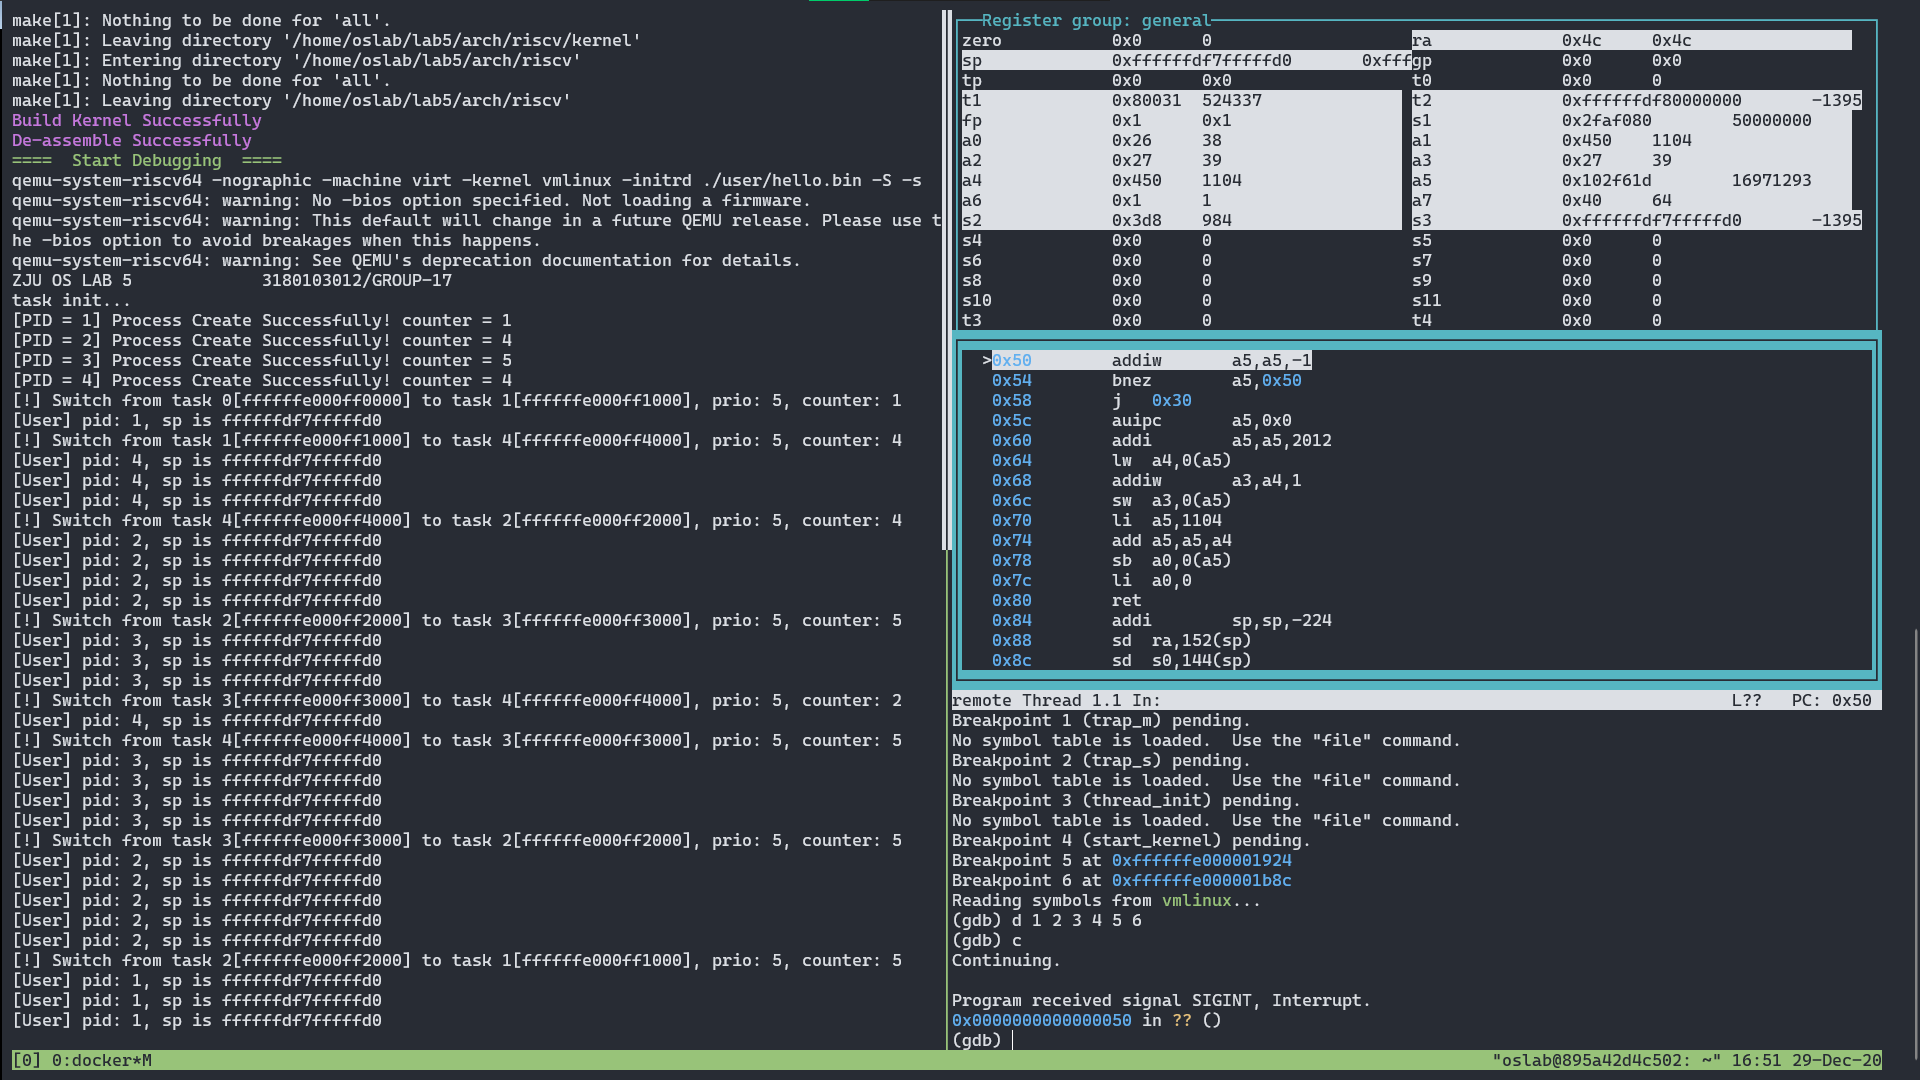 make[1]: Nothing to be done for 'all'.
make[1]: Leaving directory '/home/oslab/lab5/arch/riscv/kernel'
make[1]: Entering directory '/home/oslab/lab5/arch/riscv'
make[1]: Nothing to be done for 'all'.
make[1]: Leaving directory '/home/oslab/lab5/arch/riscv'
Build Kernel Successfully
De-assemble Successfully
==== Start Debugging ====
qemu-system-riscv64 -nographic -machine virt -kernel vmlinux -initrd ./user/hello.bin -S -s
qemu-system-riscv64: warning: No -bios option specified. Not loading a firmware.
qemu-system-riscv64: warning: This default will change in a future QEMU release. Please use t
he -bios option to avoid breakages when this happens.
qemu-system-riscv64: warning: See QEMU's deprecation documentation for details.
ZJU OS LAB 5             3180103012/GROUP-17
task init...
[PID = 1] Process Create Successfully! counter = 1
[PID = 2] Process Create Successfully! counter = 4
[PID = 3] Process Create Successfully! counter = 5
[PID = 4] Process Create Successfully! counter = 4
[!] Switch from task 0[ffffffe000ff0000] to task 1[ffffffe000ff1000], prio: 5, counter: 1
[User] pid: 1, sp is ffffffdf7fffffd0
[!] Switch from task 1[ffffffe000ff1000] to task 4[ffffffe000ff4000], prio: 5, counter: 4
[User] pid: 4, sp is ffffffdf7fffffd0
[User] pid: 4, sp is ffffffdf7fffffd0
[User] pid: 4, sp is ffffffdf7fffffd0
[!] Switch from task 4[ffffffe000ff4000] to task 2[ffffffe000ff2000], prio: 5, counter: 4
[User] pid: 2, sp is ffffffdf7fffffd0
[User] pid: 2, sp is ffffffdf7fffffd0
[User] pid: 2, sp is ffffffdf7fffffd0
[User] pid: 2, sp is ffffffdf7fffffd0
[!] Switch from task 2[ffffffe000ff2000] to task 3[ffffffe000ff3000], prio: 5, counter: 5
[User] pid: 3, sp is ffffffdf7fffffd0
[User] pid: 3, sp is ffffffdf7fffffd0
[User] pid: 3, sp is ffffffdf7fffffd0
[!] Switch from task 3[ffffffe000ff3000] to task 4[ffffffe000ff4000], prio: 5, counter: 2
[User] pid: 4, sp is ffffffdf7fffffd0
[!] Switch from task 4[ffffffe000ff4000] to task 3[ffffffe000ff3000], prio: 5, counter: 5
[User] pid: 3, sp is ffffffdf7fffffd0
[User] pid: 3, sp is ffffffdf7fffffd0
[User] pid: 3, sp is ffffffdf7fffffd0
[User] pid: 3, sp is ffffffdf7fffffd0
[!] Switch from task 3[ffffffe000ff3000] to task 2[ffffffe000ff2000], prio: 5, counter: 5
[User] pid: 2, sp is ffffffdf7fffffd0
[User] pid: 2, sp is ffffffdf7fffffd0
[User] pid: 2, sp is ffffffdf7fffffd0
[User] pid: 2, sp is ffffffdf7fffffd0
[User] pid: 2, sp is ffffffdf7fffffd0
[!] Switch from task 2[ffffffe000ff2000] to task 1[ffffffe000ff1000], prio: 5, counter: 5
[User] pid: 1, sp is ffffffdf7fffffd0
[User] pid: 1, sp is ffffffdf7fffffd0
[User] pid: 1, sp is ffffffdf7fffffd0
Register group: general
zero 0x0 0 ra 0x4c 0x4c
sp 0xffffffdf7fffffd0 0xfffgp 0x0 0x0
tp 0x0 0x0 t0 0x0 0
t1 0x80031 524337 t2 0xffffffdf80000000 -1395
fp 0x1 0x1 s1 0x2faf080 50000000
a0 0x26 38 a1 0x450 1104
a2 0x27 39 a3 0x27 39
a4 0x450 1104 a5 0x102f61d 16971293
a6 0x1 1 a7 0x40 64
s2 0x3d8 984 s3 0xffffffdf7fffffd0 -1395
s4 0x0 0 s5 0x0 0
s6 0x0 0 s7 0x0 0
s8 0x0 0 s9 0x0 0
s10 0x0 0 s11 0x0 0
t3 0x0 0 t4 0x0 0
>0x50 addiw a5,a5,-1
0x54 bnez a5,0x50
0x58 j 0x30
0x5c auipc a5,0x0
0x60 addi a5,a5,2012
0x64 lw a4,0(a5)
0x68 addiw a3,a4,1
0x6c sw a3,0(a5)
0x70 li a5,1104
0x74 add a5,a5,a4
0x78 sb a0,0(a5)
0x7c li a0,0
0x80 ret
0x84 addi sp,sp,-224
0x88 sd ra,152(sp)
0x8c sd s0,144(sp)
remote Thread 1.1 In: L?? PC: 0x50
Breakpoint 1 (trap_m) pending.
No symbol table is loaded.  Use the "file" command.
Breakpoint 2 (trap_s) pending.
No symbol table is loaded.  Use the "file" command.
Breakpoint 3 (thread_init) pending.
No symbol table is loaded.  Use the "file" command.
Breakpoint 4 (start_kernel) pending.
Breakpoint 5 at 0xffffffe000001924
Breakpoint 6 at 0xffffffe000001b8c
Reading symbols from vmlinux...
(gdb) d 1 2 3 4 5 6
(gdb) c
Continuing.
Program received signal SIGINT, Interrupt.
0x0000000000000050 in ?? ()
(gdb)
[0] 0:docker*M "oslab@895a42d4c502: ~" 16:51 29-Dec-20